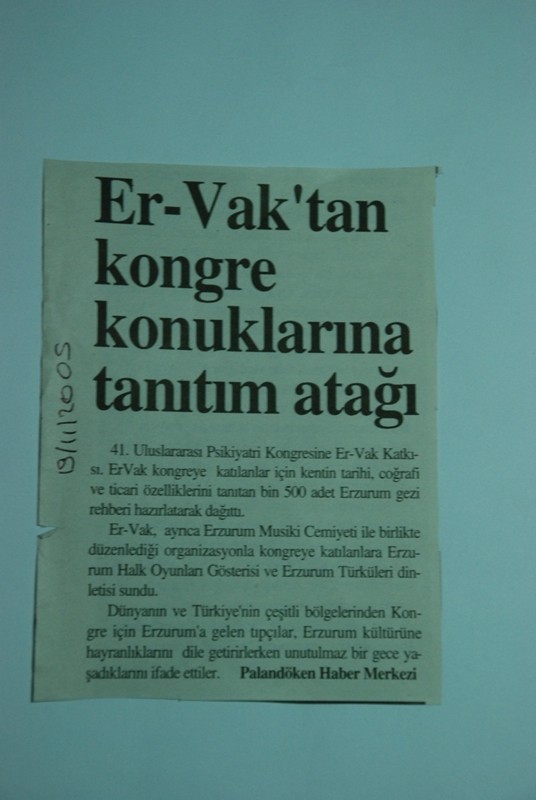 Er-Vak'tan
kongre
konuklarına
tanıtım atağı
19/11/2005
41. Uluslararası Psikiyatri Kongresine Er-Vak Katkı-
sı. ErVak kongreye katılanlar için kentin tarihi, coğrafi
ve ticari özelliklerini tanıtan bin 500 adet Erzurum gezi
rehberi hazırlatarak dağıttı.
Er-Vak, ayrıca Erzurum Musiki Cemiyeti ile birlikte
düzenlediği organizasyonla kongreye katılanlara Erzu-
rum Halk Oyunları Gösterisi ve Erzurum Türküleri din-
letisi sundu.
Dünyanın ve Türkiye'nin çeşitli bölgelerinden Kon-
gre için Erzurum'a gelen tıpçılar, Erzurum kültürüne
hayranlıklarını dile getirirlerken unutulmaz bir gece ya-
şadıklarını ifade ettiler. Palandöken Haber Merkezi